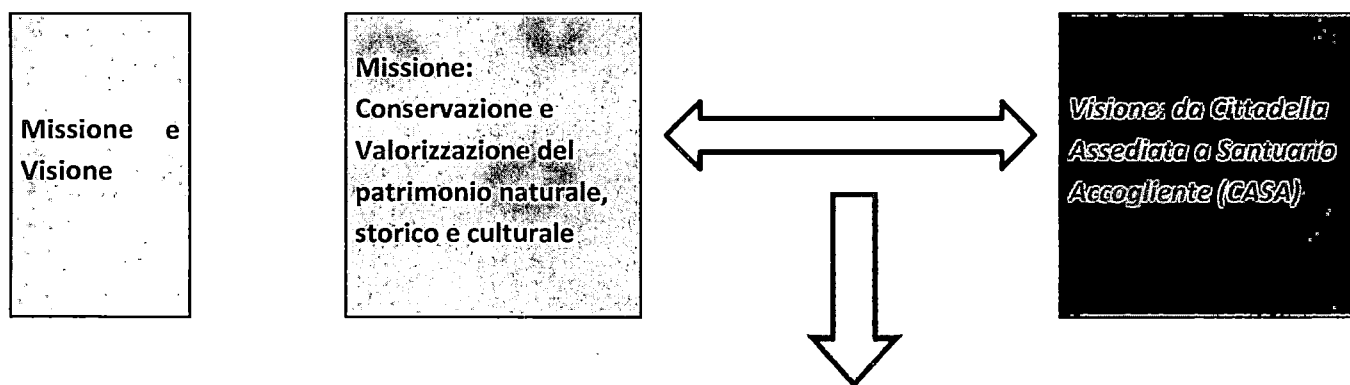 Missione e
Visione
Missione:
Conservazione e
Valorizzazione del
patrimonio naturale,
storico e culturale
Visione: da Cittadella
Assediata a Santuario
Accogliente (CASA)